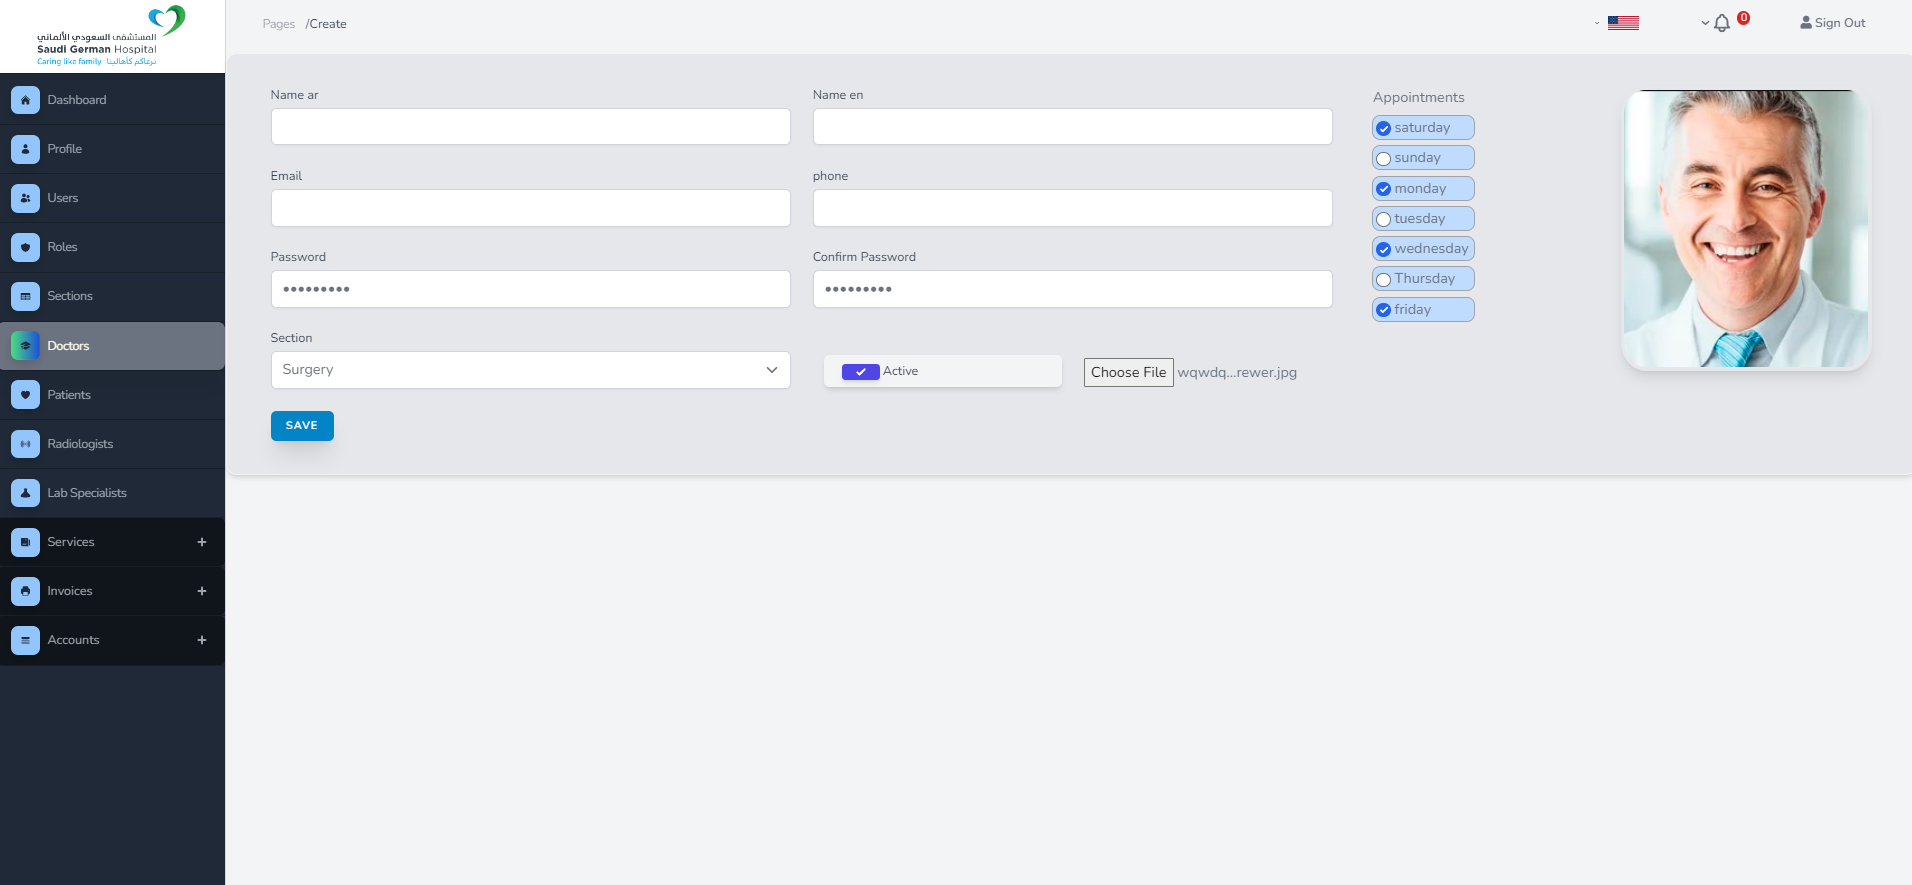 المستشفى السعودي الألماني
Saudi German Hospital
Caring like family نرعاكم كأهالينا
Dashboard
Profile
Users
Roles
Sections
Doctors
Patients
Radiologists
Lab Specialists
Services +
Invoices +
Accounts +
Pages /Create
0
Sign Out
Name ar
Name en
Email
phone
Password
Confirm Password
•••••••••
•••••••••
Section
Surgery
Active
Choose File wqwdq...rewer.jpg
SAVE
Appointments
saturday
sunday
monday
tuesday
wednesday
Thursday
friday